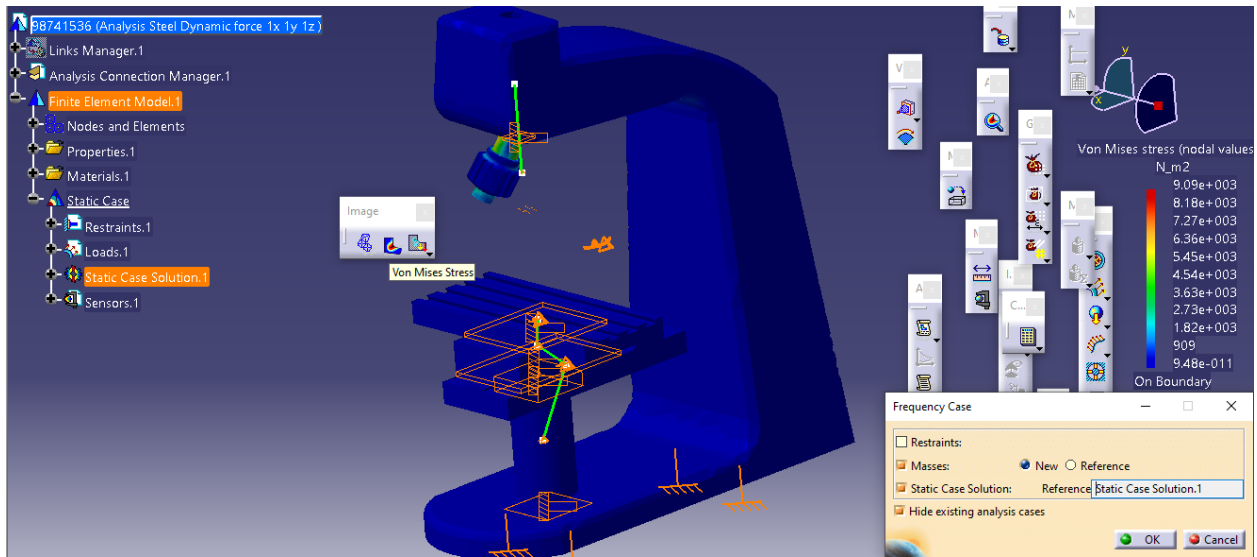 98741536 (Analysis Steel Dynamic force 1x 1y 1z )
Links Manager.1
Analysis Connection Manager.1
Finite Element Model.1
Nodes and Elements
Properties.1
Materials.1
Static Case
Restraints.1
Loads.1
Static Case Solution.1
Sensors.1
Image
x
Von Mises Stress
V
A
G
M
M
M
M
A
I.
C...
y
x
Von Mises stress (nodal values
N_m2
9.09e+003
8.18e+003
7.27e+003
6.36e+003
5.45e+003
4.54e+003
3.63e+003
2.73e+003
1.82e+003
909
9.48e-011
On Boundary
Frequency Case
Restraints:
Masses: New Reference
Static Case Solution: Reference Static Case Solution.1
Hide existing analysis cases
OK Cancel